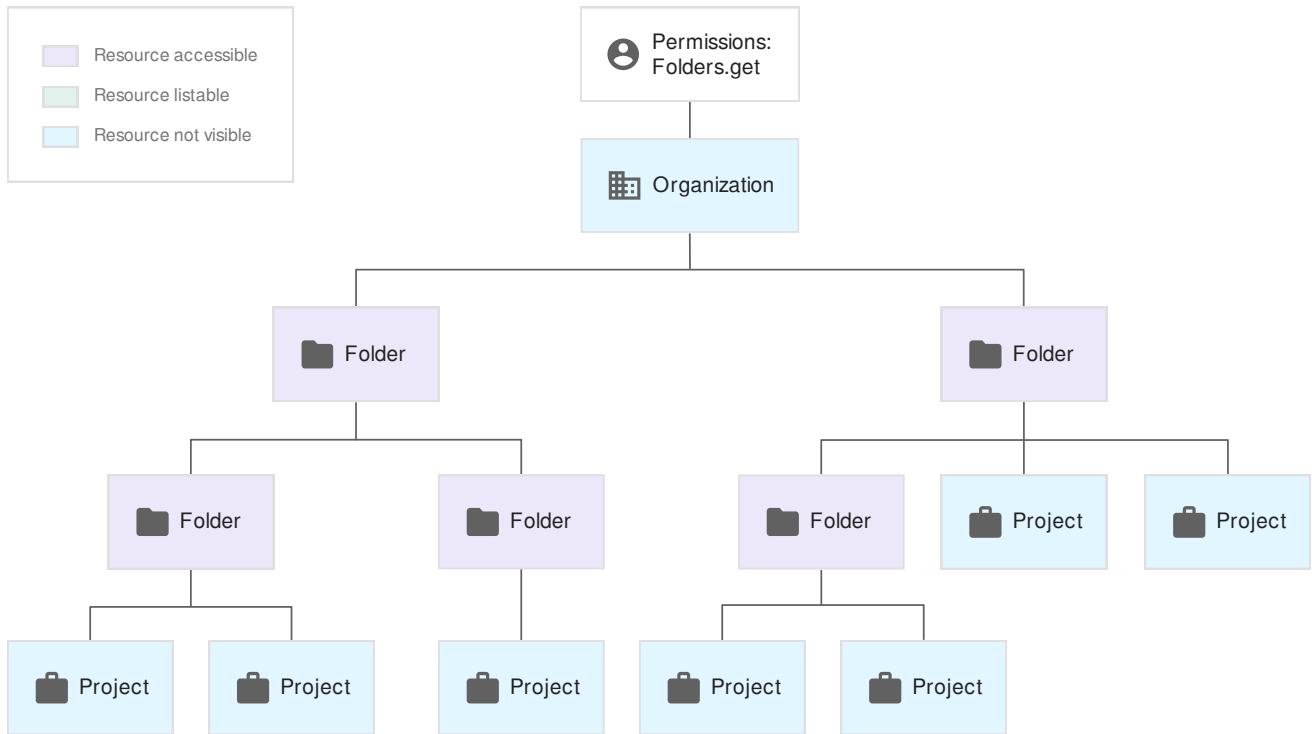 Resource accessible
Resource listable
Resource not visible
Permissions:
Folders.get
Organization
Folder
Folder
Folder
Folder
Folder
Project
Project
Project
Project
Project
Project
Project